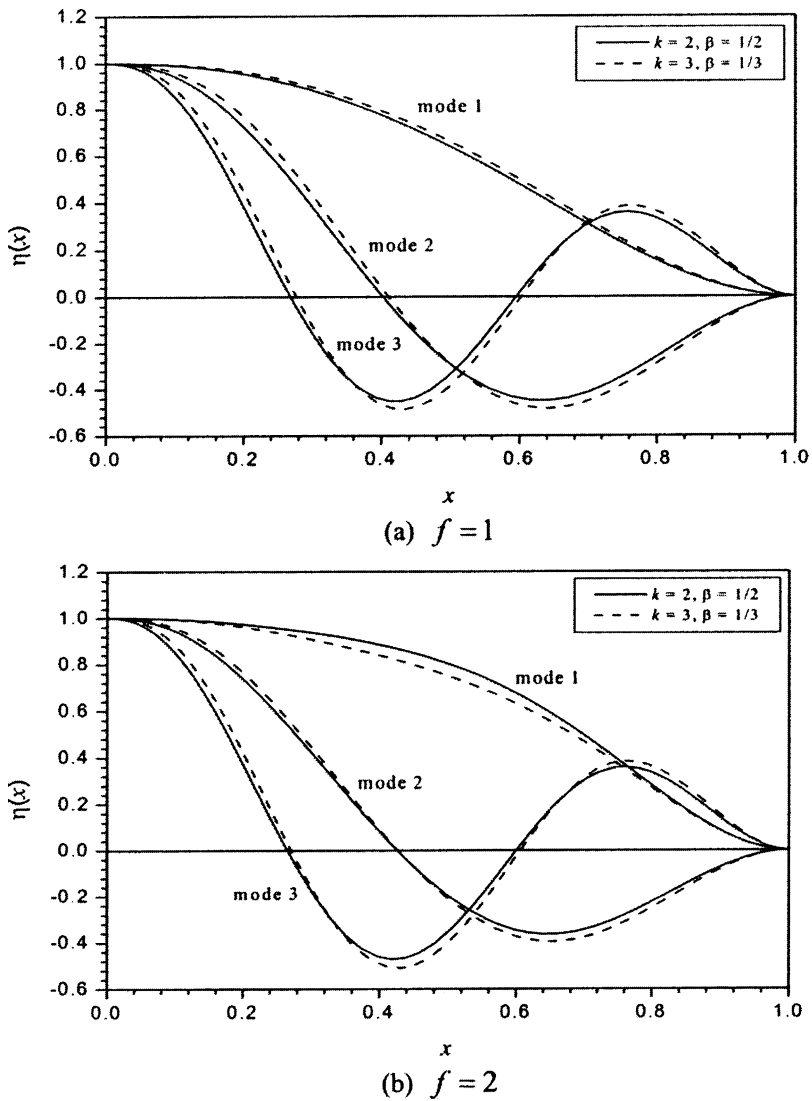 1.2
1.0
0.8
0.6
0.4
0.2
0.0
-0.2
-0.4
-0.6
η(x)
k = 2, β = 1/2
k = 3, β = 1/3
mode 1
mode 2
mode 3
0.0 0.2 0.4 0.6 0.8 1.0
x
(a) f = 1
1.2
1.0
0.8
0.6
0.4
0.2
0.0
-0.2
-0.4
-0.6
η(x)
k = 2, β = 1/2
k = 3, β = 1/3
mode 1
mode 2
mode 3
0.0 0.2 0.4 0.6 0.8 1.0
x
(b) f = 2